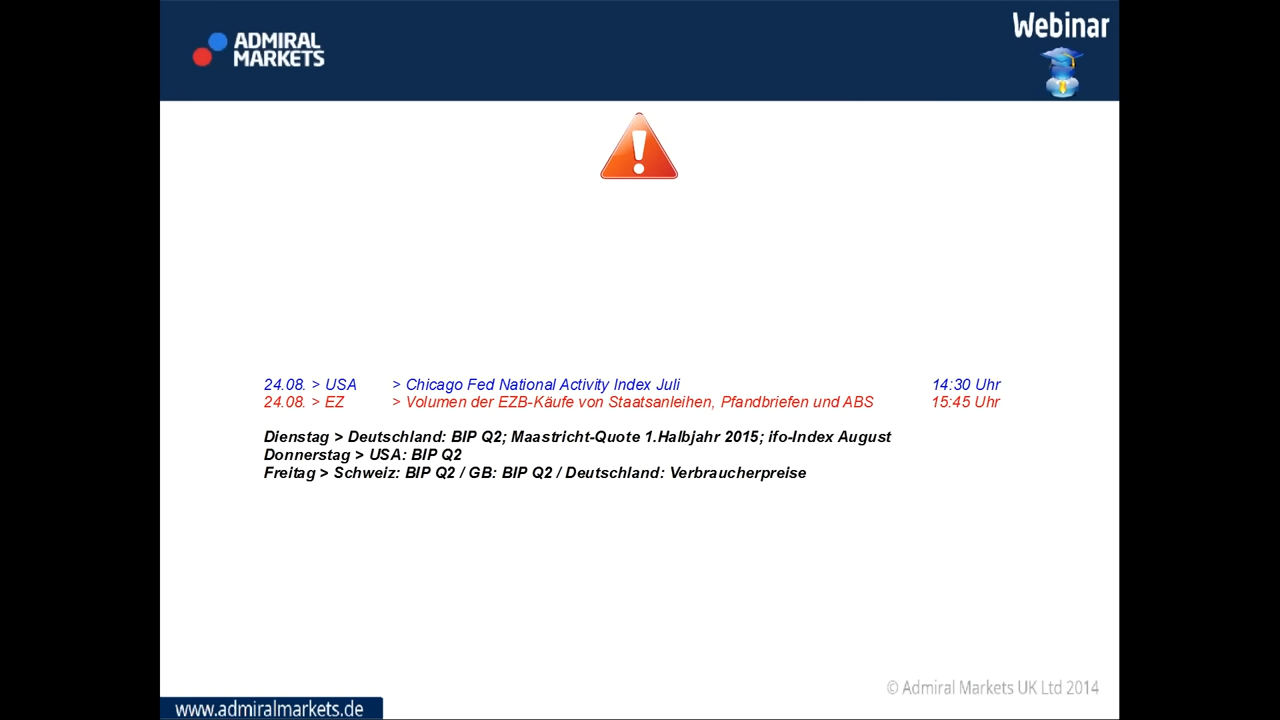 ADMIRAL
MARKETS
Webinar
24.08. > USA > Chicago Fed National Activity Index Juli 14:30 Uhr
24.08. > EZ > Volumen der EZB-Käufe von Staatsanleihen, Pfandbriefen und ABS 15:45 Uhr
Dienstag > Deutschland: BIP Q2; Maastricht-Quote 1.Halbjahr 2015; ifo-Index August
Donnerstag > USA: BIP Q2
Freitag > Schweiz: BIP Q2 / GB: BIP Q2 / Deutschland: Verbraucherpreise
© Admiral Markets UK Ltd 2014
www.admiralmarkets.de